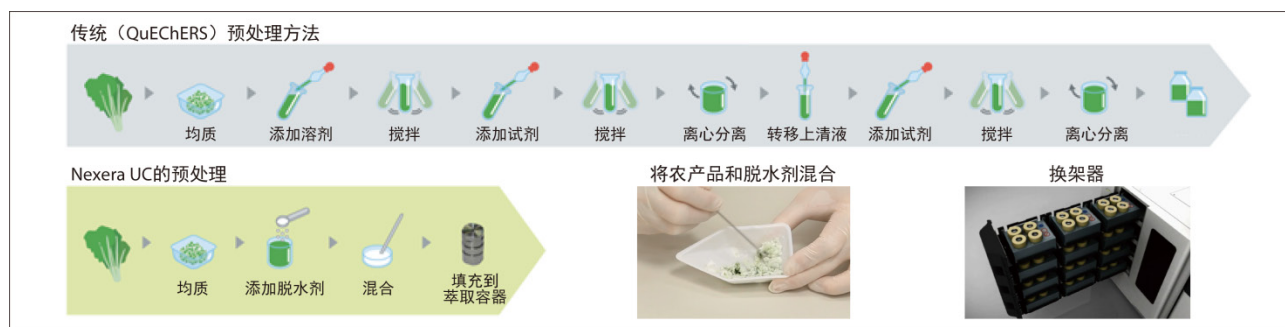 传统（QuEChERS）预处理方法
均质
添加溶剂
搅拌
添加试剂
搅拌
离心分离
转移上清液
添加试剂
搅拌
离心分离
Nexera UC的预处理
均质
添加脱水剂
混合
填充到
萃取容器
将农产品和脱水剂混合
换架器